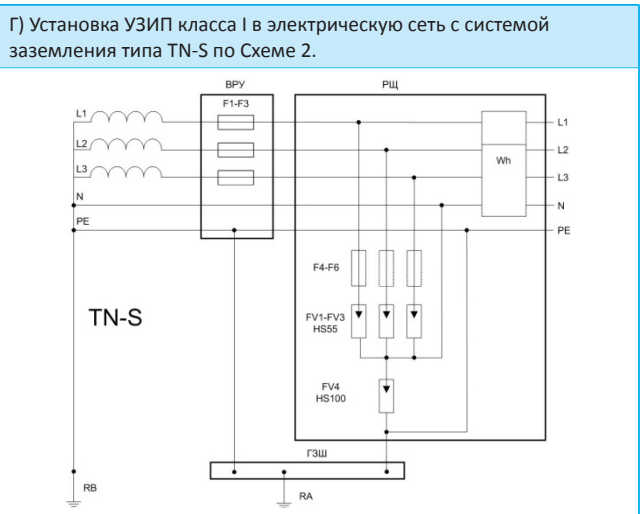 Г) Установка УЗИП класса I в электрическую сеть с системой
заземления типа TN-S по Схеме 2.
ВРУ
РЩ
F1-F3
L1
L1
L2
L2
Wh
L3
L3
N
N
PE
PE
F4-F6
TN-S
FV1-FV3
HS55
FV4
HS100
ГЗШ
RB
RA